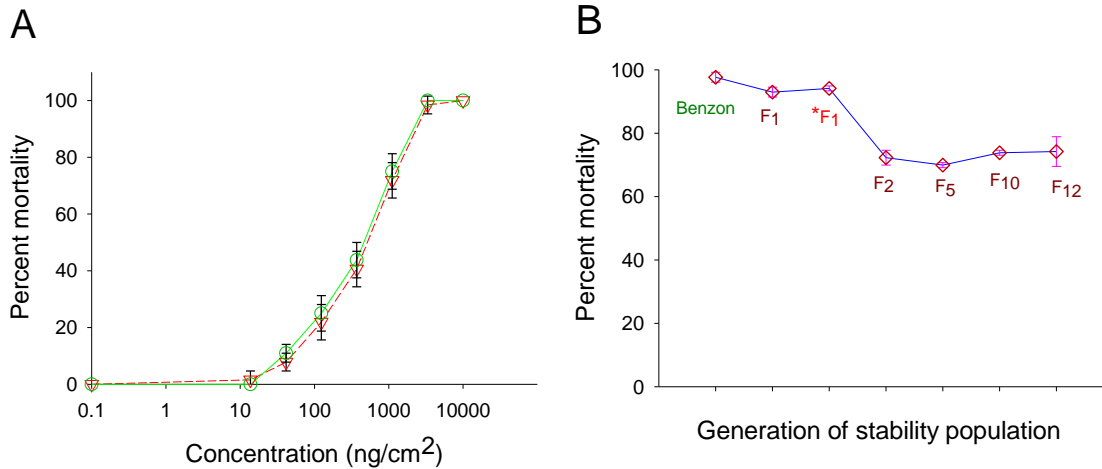 A
Percent mortality
100
80
60
40
20
0
0.1 1 10 100 1000 10000
Concentration (ng/cm2)
B
Percent mortality
100
80
60
40
20
0
Benzon
F1
*F1
F2
F5
F10
F12
Generation of stability population